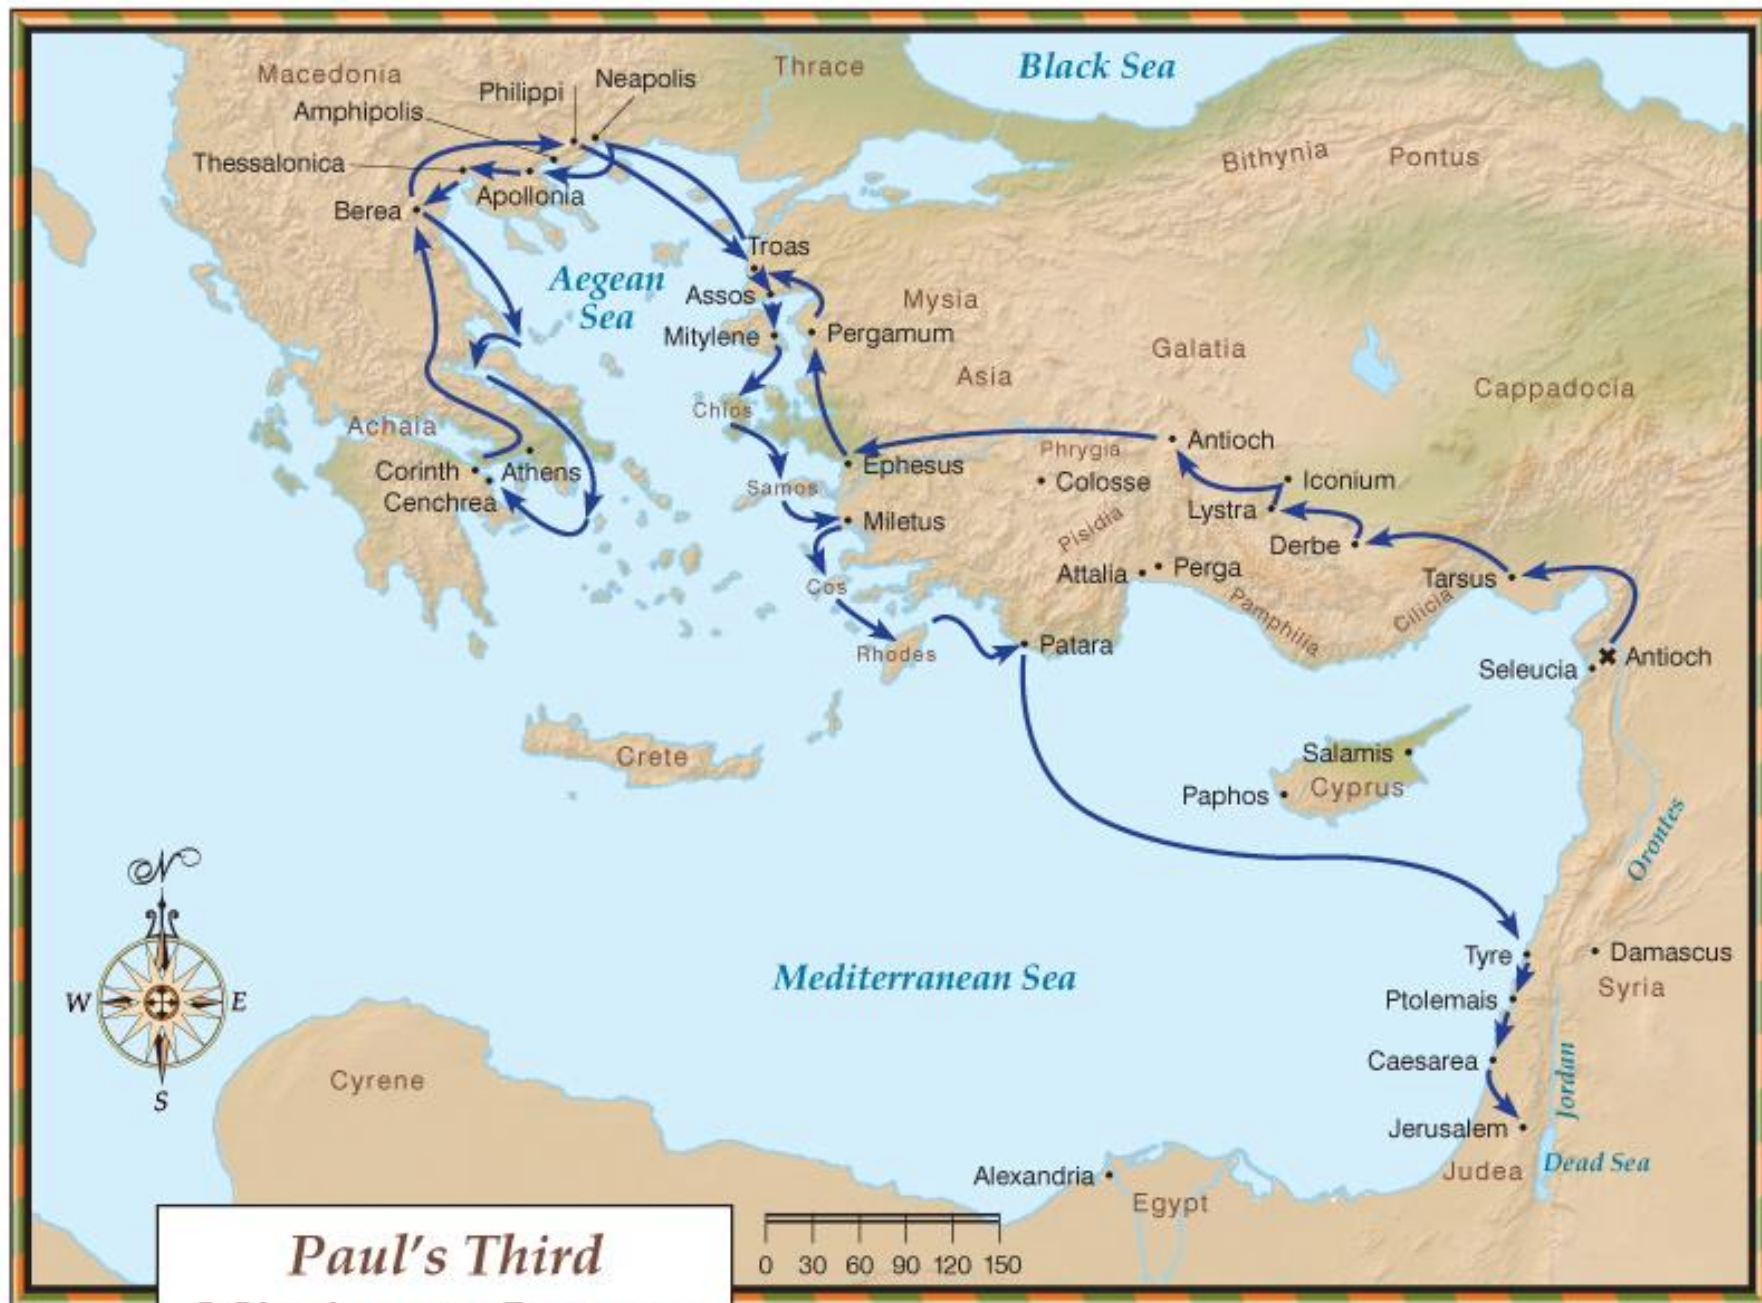 Macedonia
Philippi
Neapolis
Thrace
Black Sea
Amphipolis
Thessalonica
Apollonia
Berea
Bithynia
Pontus
Troas
Aegean
Sea
Assos
Mysia
Mitylene
Pergamum
Galatia
Asia
Cappadocia
Chios
Achaia
Phrygia
Antioch
Corinth
Athens
Ephesus
Colosse
Iconium
Cenchrea
Samos
Lystra
Miletus
Pisidia
Derbe
Attalia
Perga
Tarsus
Cos
Pamphilia
Cilicia
Rhodes
Patara
Seleucia
Antioch
Crete
Salamis
Cyprus
Paphos
Orontes
N
W
E
S
Mediterranean Sea
Tyre
Damascus
Syria
Ptolemais
Caesarea
Jordan
Cyrene
Jerusalem
Judea
Dead Sea
Alexandria
Egypt
Paul's Third
0 30 60 90 120 150